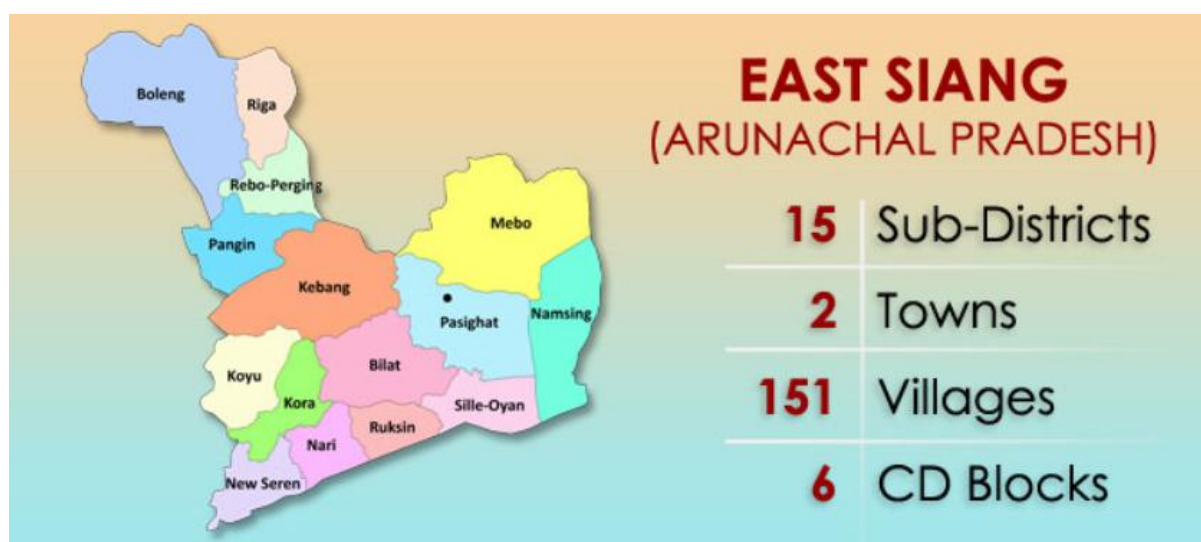 Boleng
Riga
Rebo-Perging
Pangin
Mebo
Kebang
Pasighat
Namsing
Koyu
Bilat
Kora
Sille-Oyan
Nari
Ruksin
New Seren
EAST SIANG
(ARUNACHAL PRADESH)
15 Sub-Districts
2 Towns
151 Villages
6 CD Blocks